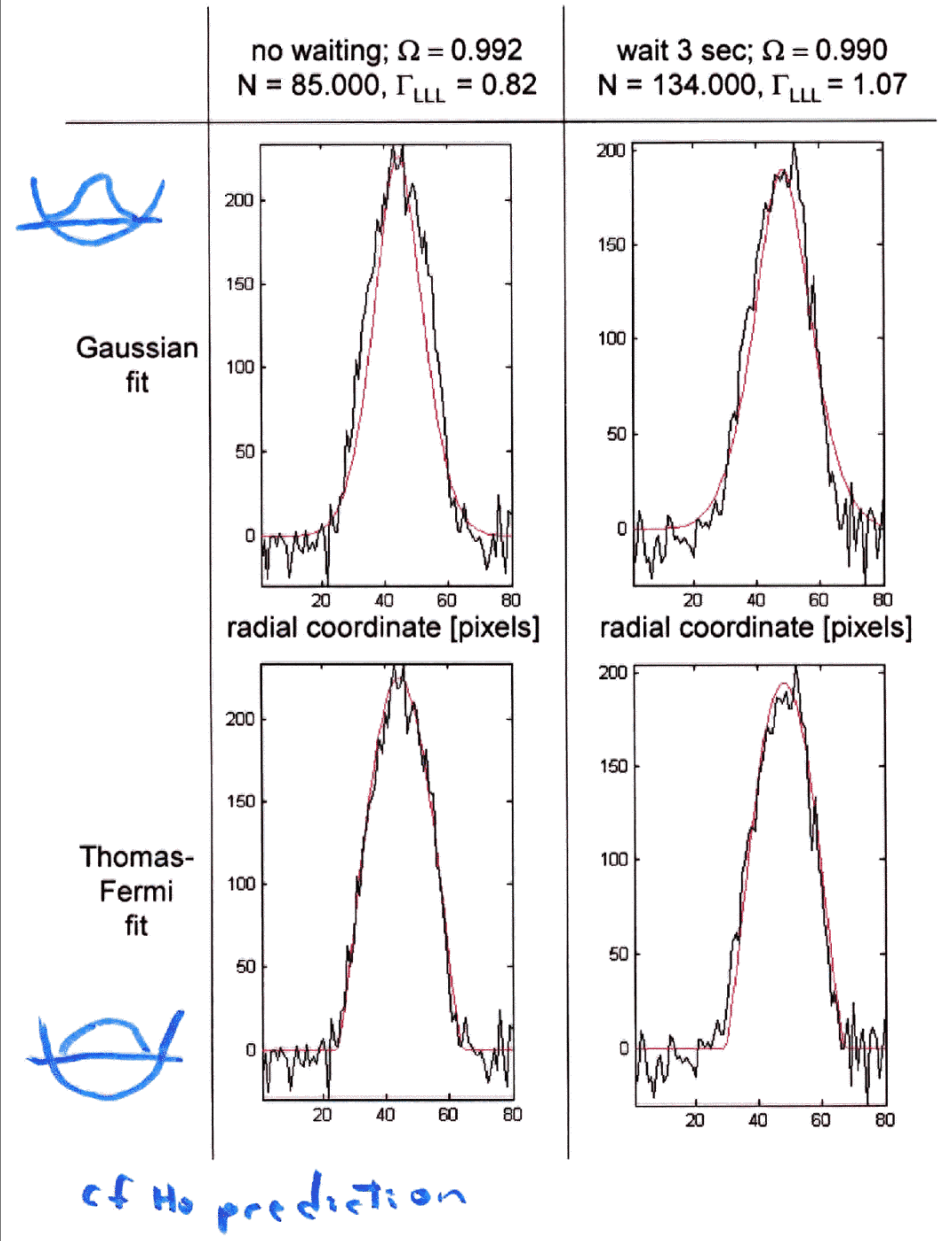 no waiting; Ω = 0.992
N = 85.000, Γ_LLL = 0.82
wait 3 sec; Ω = 0.990
N = 134.000, Γ_LLL = 1.07
Gaussian
fit
200
150
100
50
0
20 40 60 80
radial coordinate [pixels]
200
150
100
50
0
20 40 60 80
radial coordinate [pixels]
Thomas-
Fermi
fit
200
150
100
50
0
20 40 60 80
200
150
100
50
0
20 40 60 80
cf Ho prediction